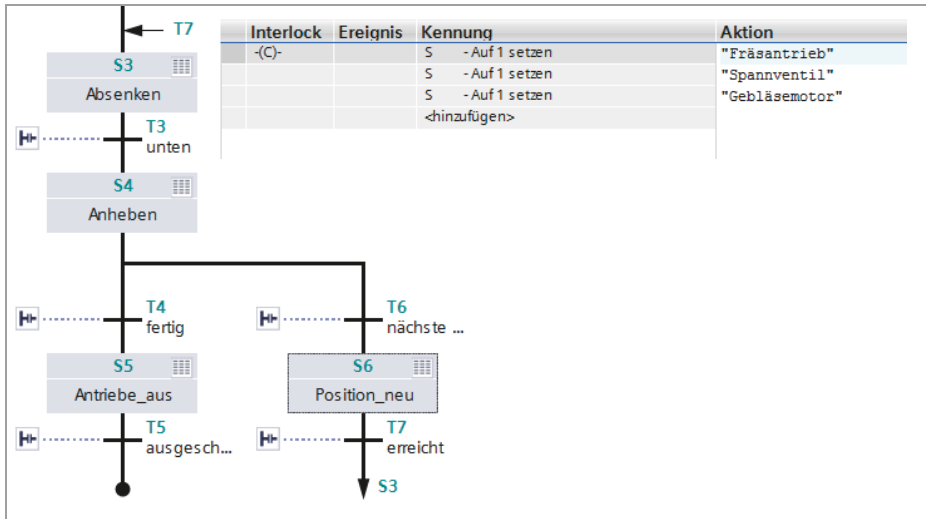 T7
Interlock Ereignis Kennung Aktion
-(C)- S - Auf 1 setzen "Fräsantrieb"
S - Auf 1 setzen "Spannventil"
S - Auf 1 setzen "Gebläsemotor"
<hinzufügen>
S3
Absenken
T3
unten
S4
Anheben
T4
fertig
T6
nächste ...
S5
Antriebe_aus
S6
Position_neu
T5
ausgesch...
T7
erreicht
S3